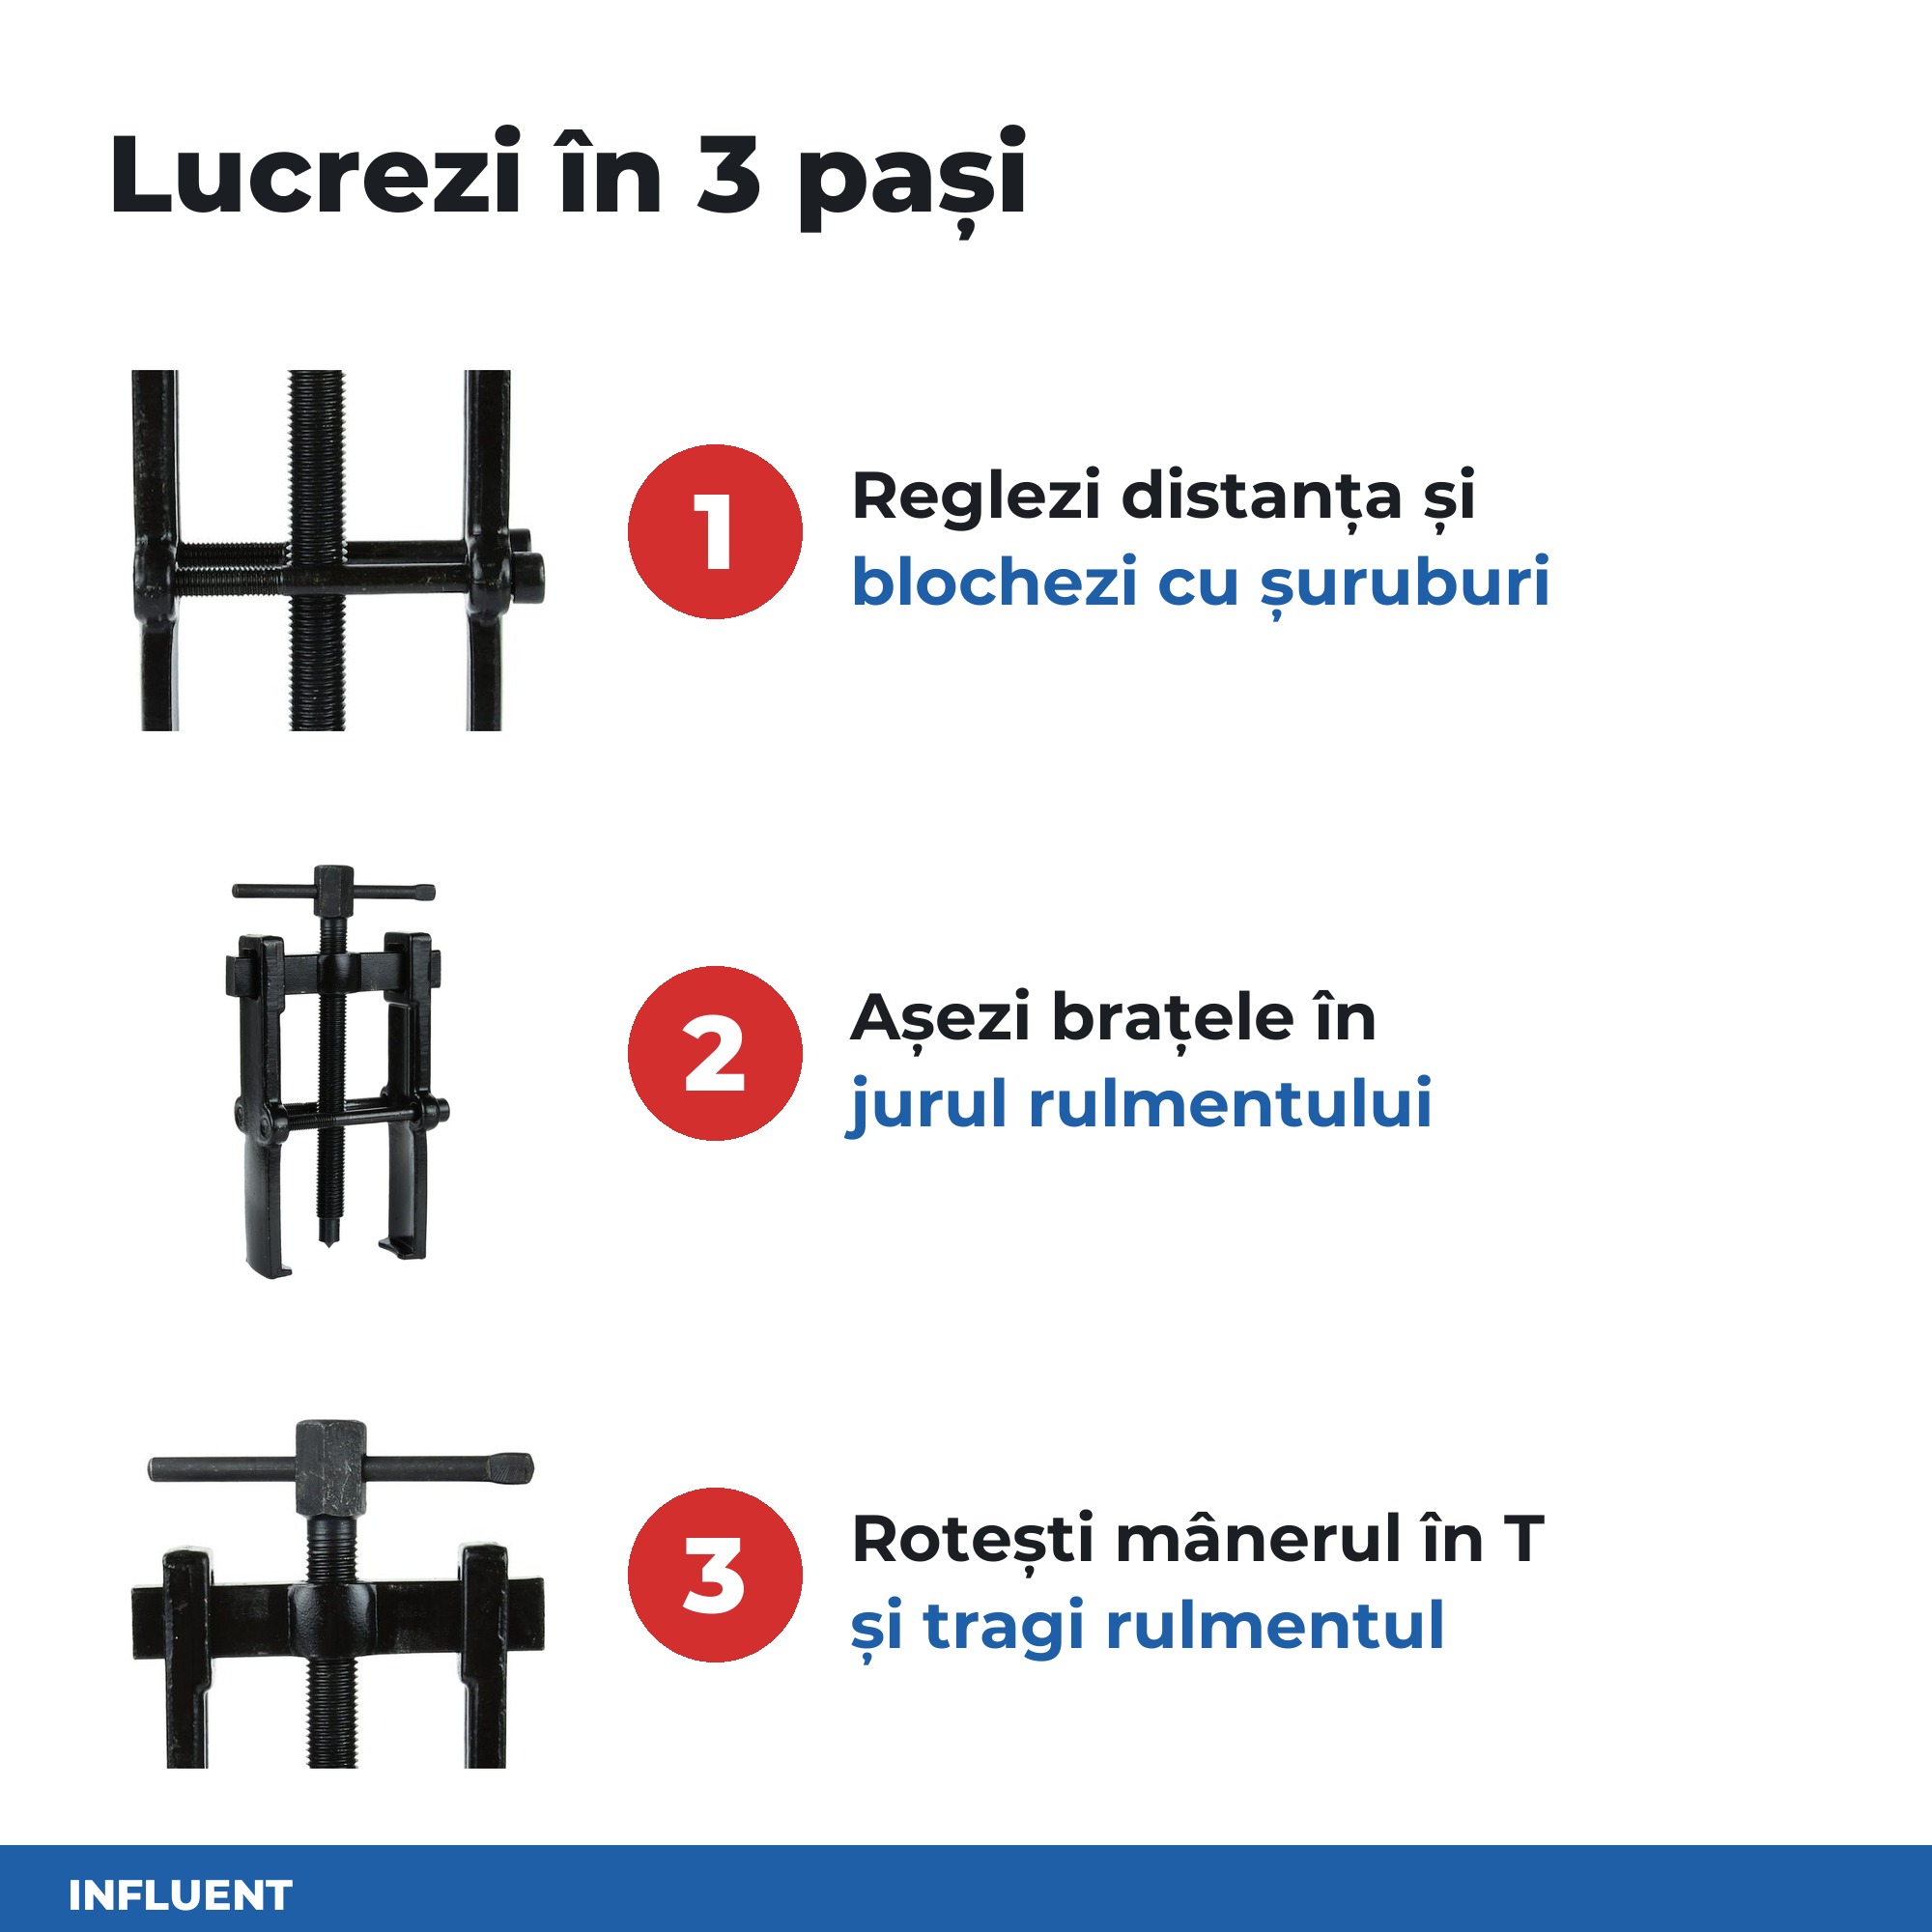 Lucrezi în 3 pași
1
Reglezi distanța și
blochezi cu șuruburi
2
Așezi brațele în
jurul rulmentului
3
Rotești mânerul în T
și tragi rulmentul
INFLUENT